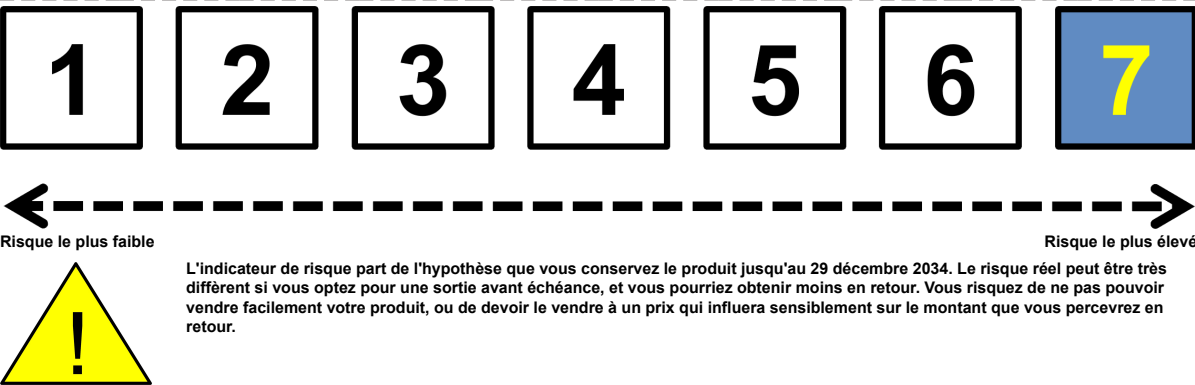 1 2 3 4 5 6 7
Risque le plus faible Risque le plus élevé
L'indicateur de risque part de l'hypothèse que vous conservez le produit jusqu'au 29 décembre 2034. Le risque réel peut être très
diffèrent si vous optez pour une sortie avant échéance, et vous pourriez obtenir moins en retour. Vous risquez de ne pas pouvoir
vendre facilement votre produit, ou de devoir le vendre à un prix qui influera sensiblement sur le montant que vous percevrez en
retour.
!